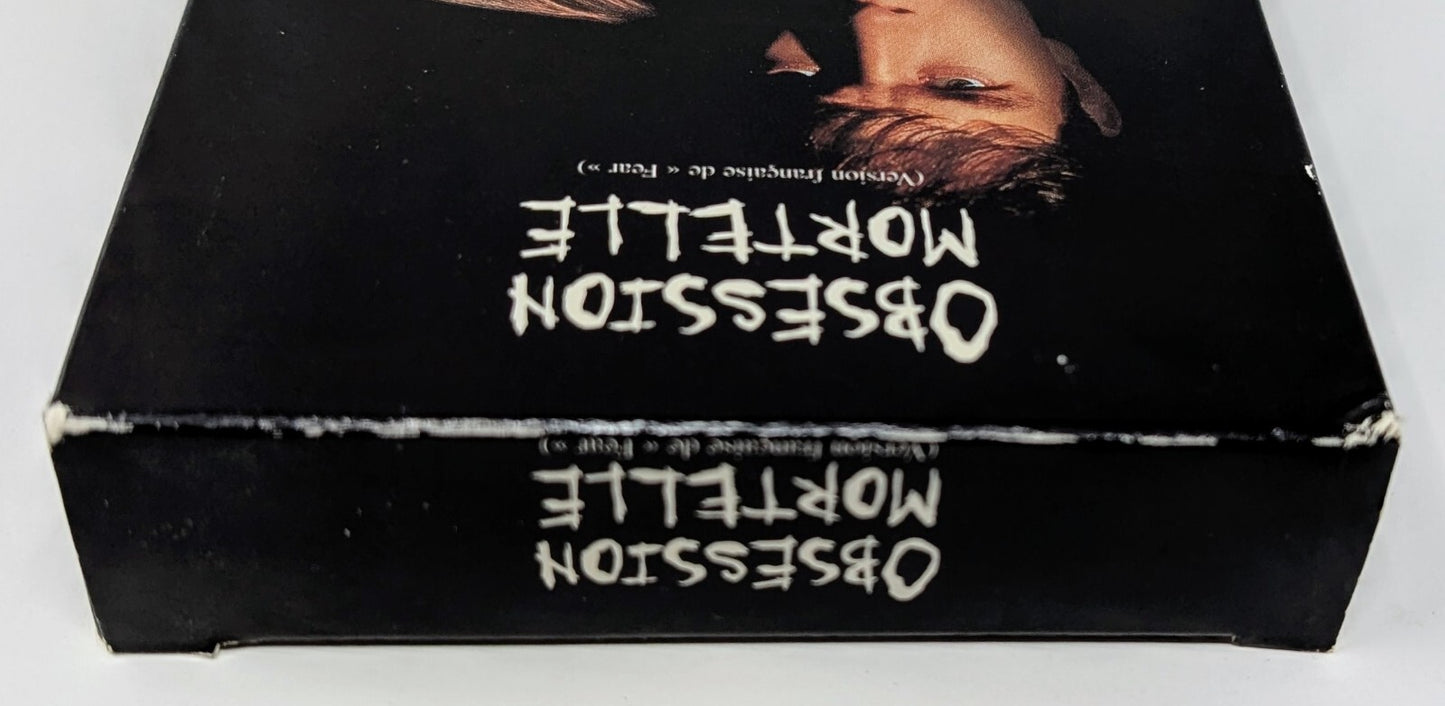 OBSESSION
MORTELLE
(Version française de « Fear »)
OBSESSION
MORTELLE
(Version française de « Fear »)